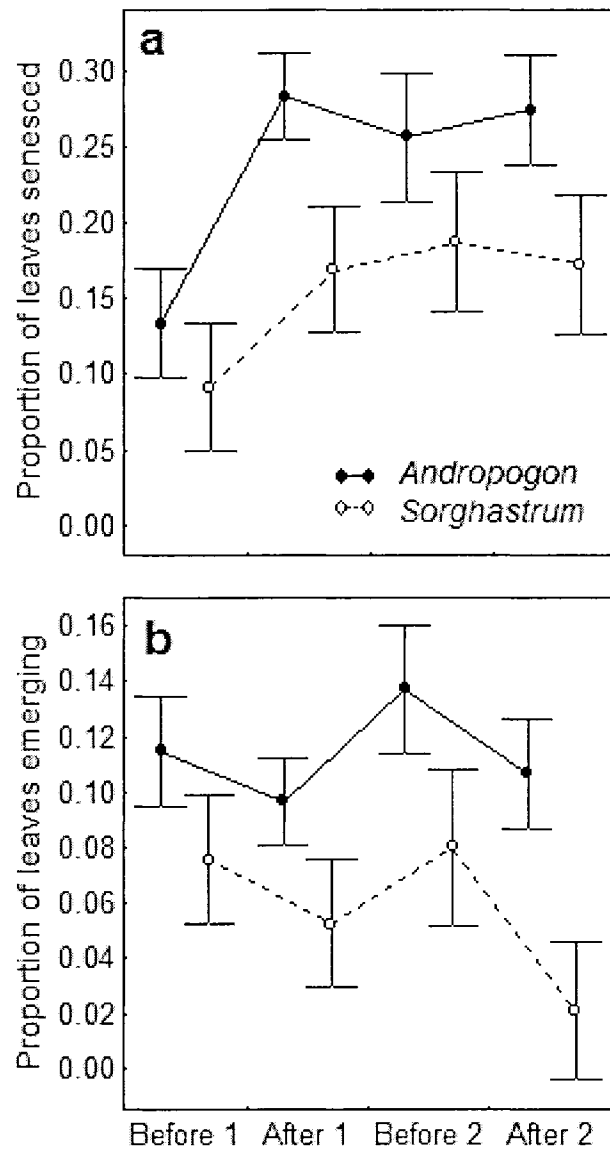 a
Proportion of leaves senesced
0.30
0.25
0.20
0.15
0.10
0.05
0.00
Andropogon
Sorghastrum
b
Proportion of leaves emerging
0.16
0.14
0.12
0.10
0.08
0.06
0.04
0.02
0.00
Before 1 After 1 Before 2 After 2